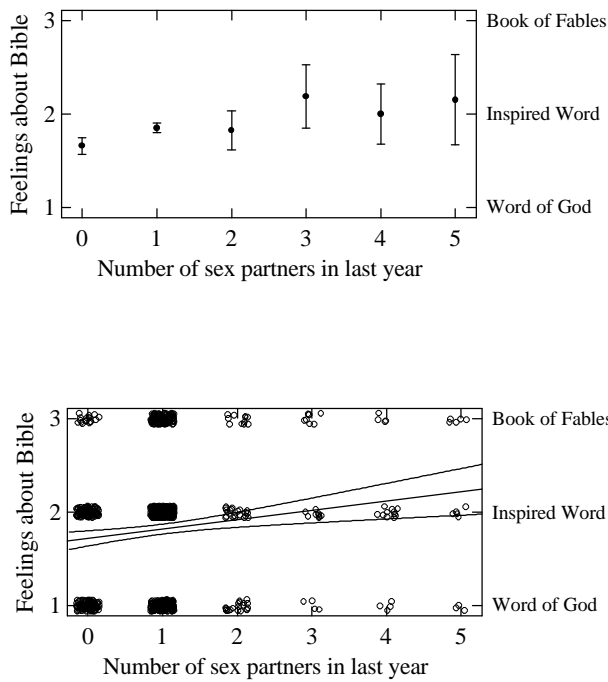 3
Book of Fables
2
Inspired Word
1
Word of God
Feelings about Bible
0 1 2 3 4 5
Number of sex partners in last year
3
Book of Fables
2
Inspired Word
1
Word of God
Feelings about Bible
0 1 2 3 4 5
Number of sex partners in last year